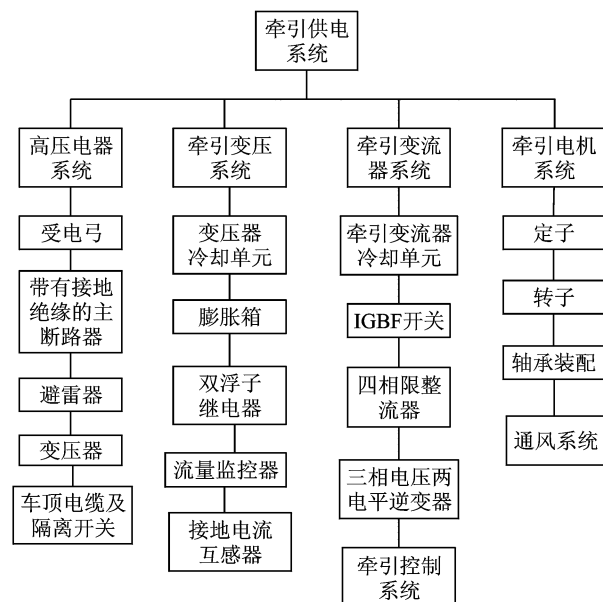 牵引供电
系统
高压电器
系统
受电弓
带有接地
绝缘的主
断路器
避雷器
变压器
车顶电缆及
隔离开关
牵引变压
系统
变压器
冷却单元
膨胀箱
双浮子
继电器
流量监控器
接地电流
互感器
牵引变流
器系统
牵引变流器
冷却单元
IGBF开关
四相限整
流器
三相电压两
电平逆变器
牵引控制
系统
牵引电机
系统
定子
转子
轴承装配
通风系统